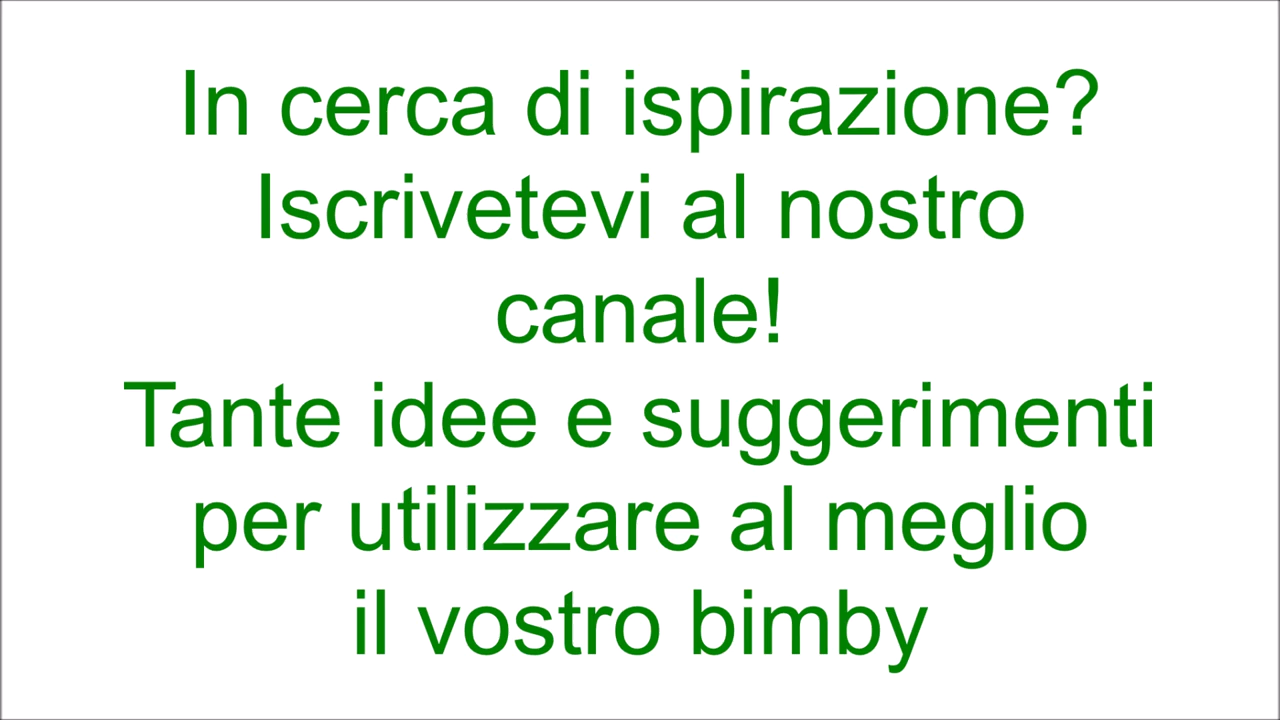 In cerca di ispirazione?
Iscrivetevi al nostro
canale!
Tante idee e suggerimenti
per utilizzare al meglio
il vostro bimby